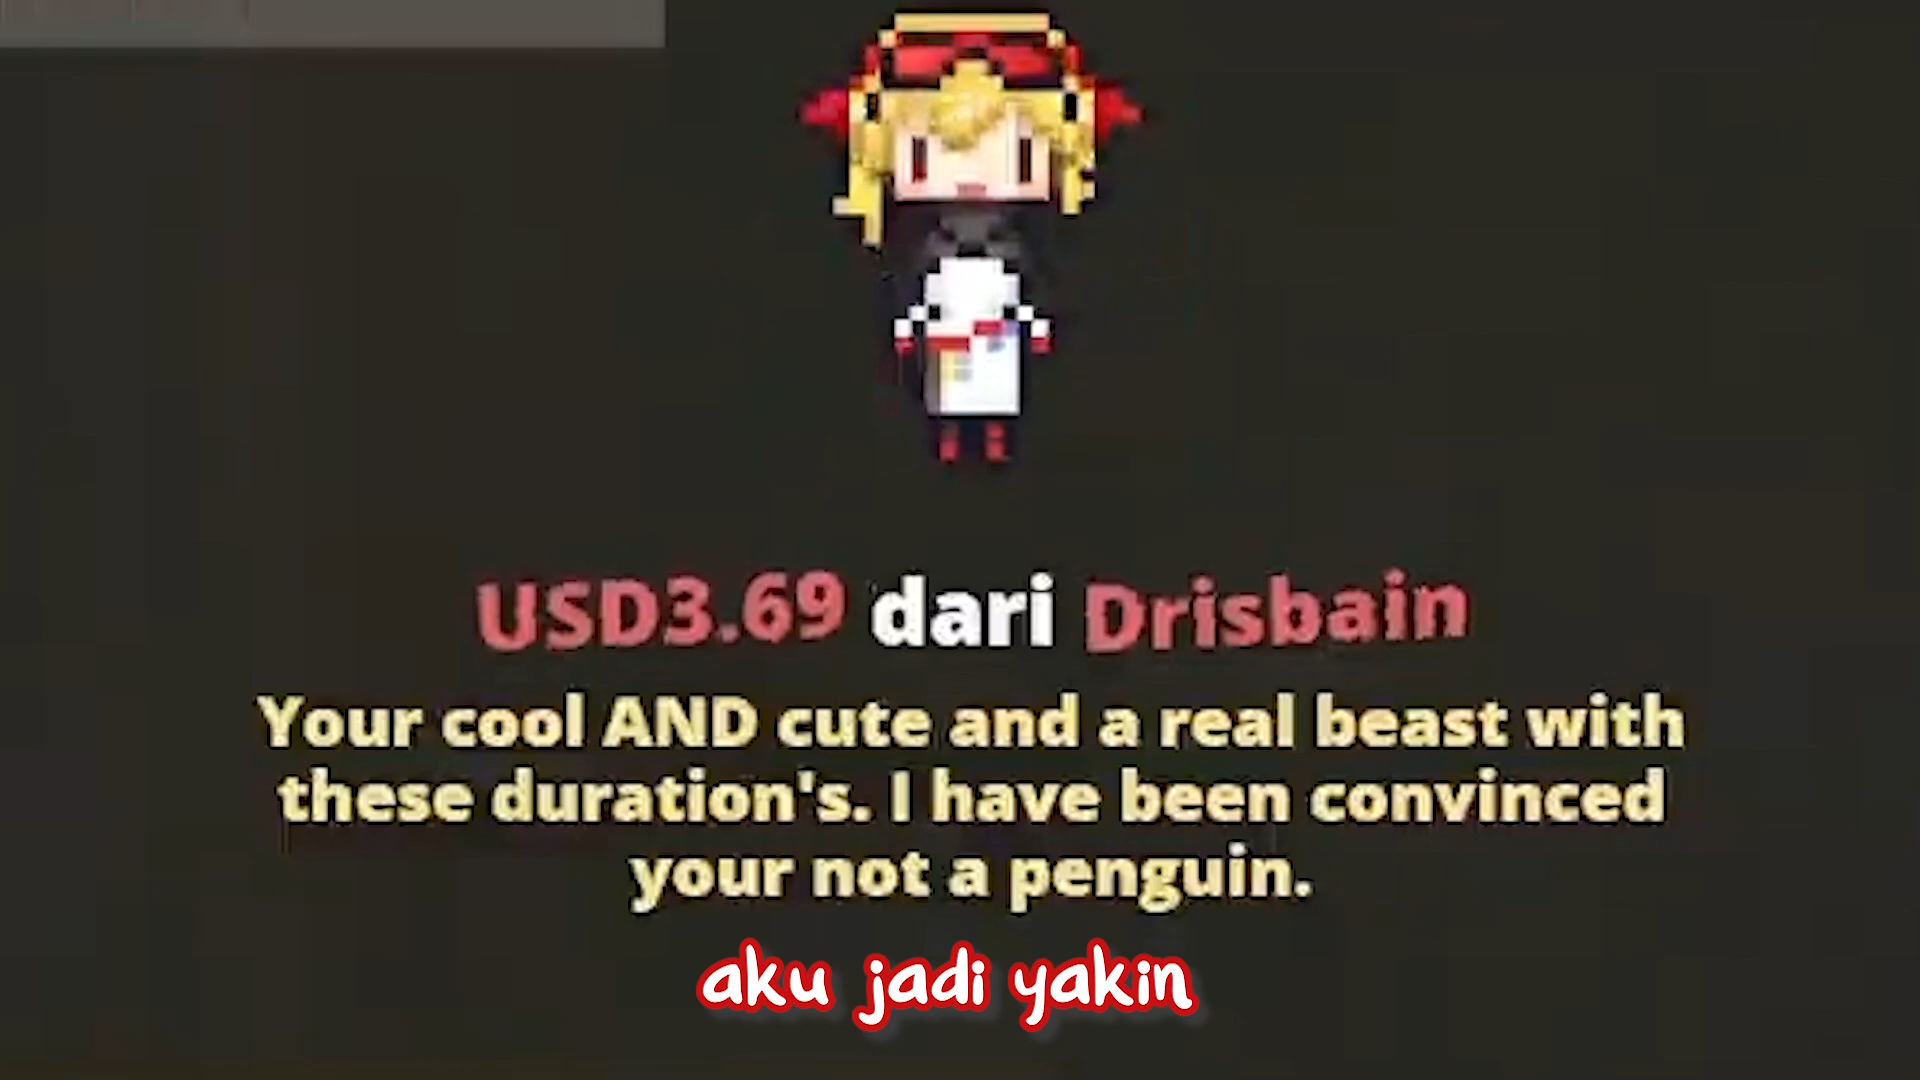 USD3.69 dari Drisbain
Your cool AND cute and a real beast with
these duration's. I have been convinced
your not a penguin.
aku jadi yakin